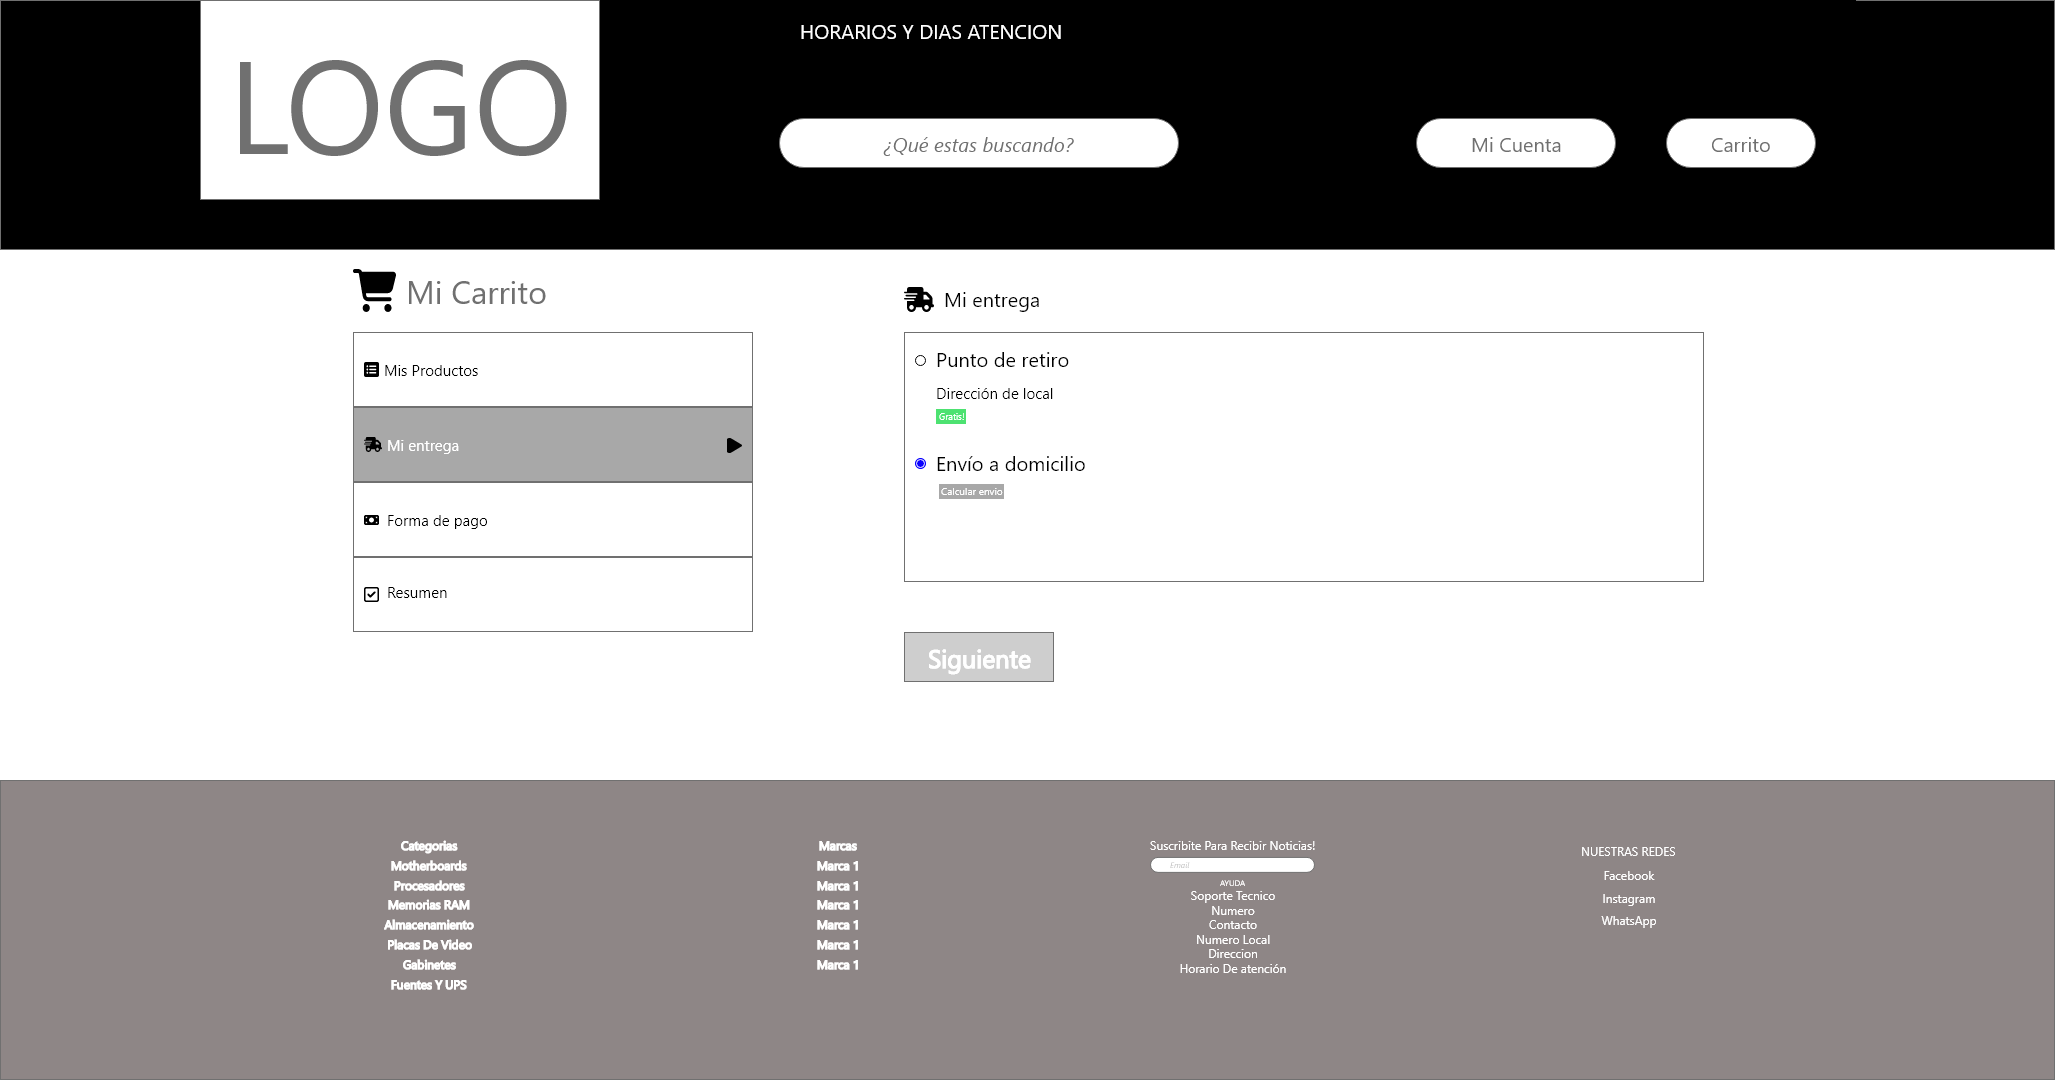 LOGO
HORARIOS Y DIAS ATENCION
¿Qué estas buscando?
Mi Cuenta
Carrito
Mi Carrito
Mis Productos
Mi entrega
Forma de pago
Resumen
Mi entrega
Punto de retiro
Dirección de local
Gratis!
Envío a domicilio
Calcular envio
Siguiente
Categorias
Motherboards
Procesadores
Memorias RAM
Almacenamiento
Placas De Video
Gabinetes
Fuentes Y UPS
Marcas
Marca 1
Marca 1
Marca 1
Marca 1
Marca 1
Marca 1
Suscribite Para Recibir Noticias!
Email
AYUDA
Soporte Tecnico
Numero
Contacto
Numero Local
Direccion
Horario De atención
NUESTRAS REDES
Facebook
Instagram
WhatsApp